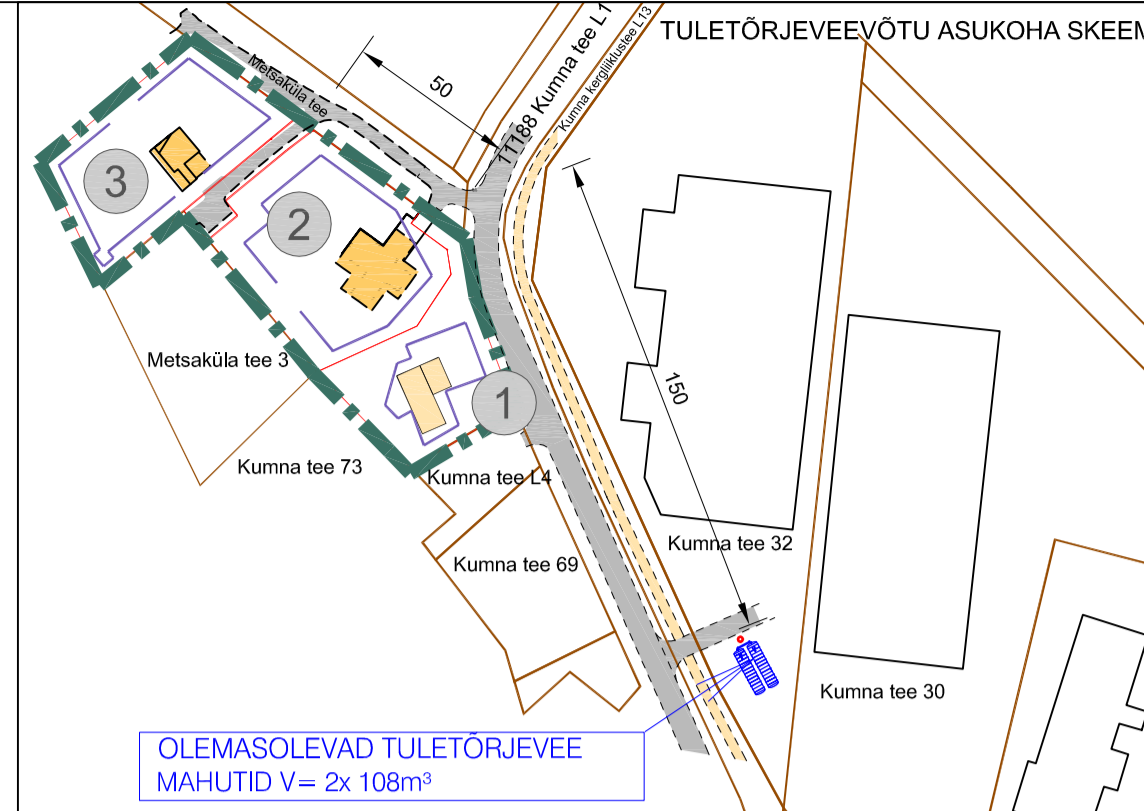 TULETÕRJEVEEVÕTU ASUKOHA SKEEM
Metsaküla tee
50
11188 Kumna tee L1
Kumna kergliiklustee L13
3
2
1
150
Metsaküla tee 3
Kumna tee 73
Kumna tee L4
Kumna tee 69
Kumna tee 32
Kumna tee 30
OLEMASOLEVAD TULETÕRJEVEE
MAHUTID V= 2x 108m³